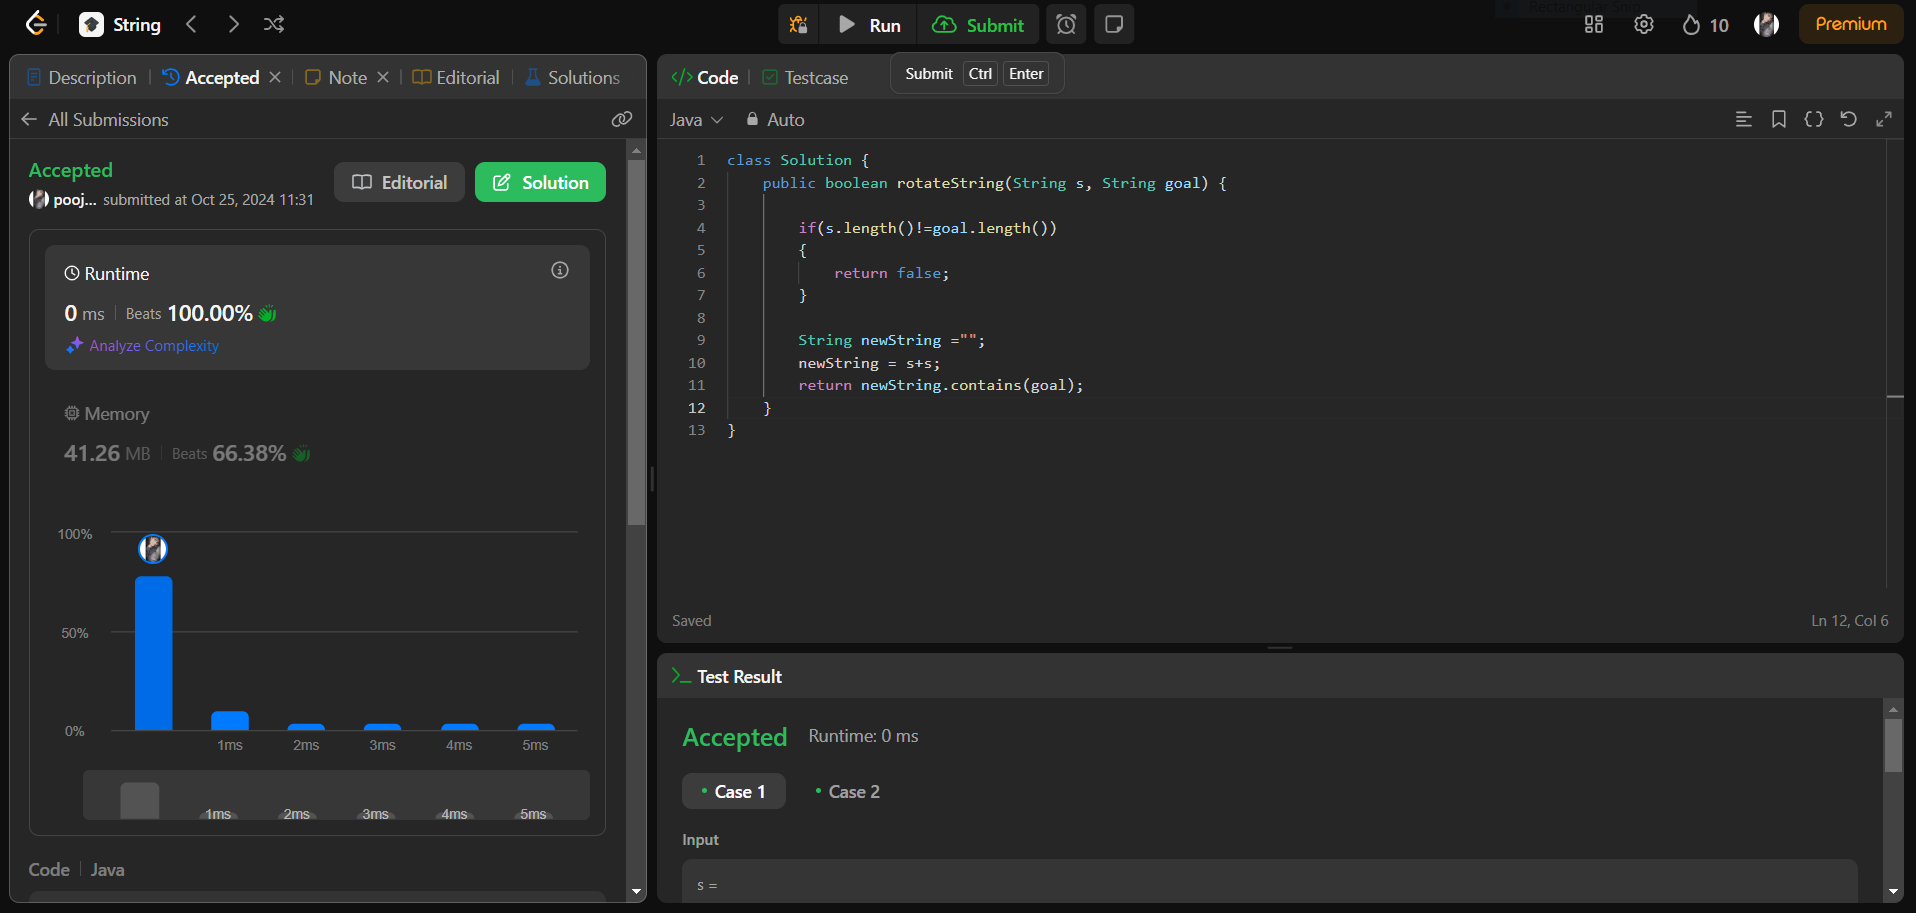 String
Run
Submit
10
Premium
Description
Accepted
Note
Editorial
Solutions
All Submissions
Accepted
Editorial
Solution
pooj... submitted at Oct 25, 2024 11:31
Runtime
0 ms Beats 100.00%
Analyze Complexity
Memory
41.26 MB Beats 66.38%
100%
50%
0%
1ms 2ms 3ms 4ms 5ms
1ms 2ms 3ms 4ms 5ms
Code Java
Code
Testcase
Submit Ctrl Enter
Java Auto
1 class Solution {
2 public boolean rotateString(String s, String goal) {
3
4 if(s.length()!=goal.length())
5 {
6 return false;
7 }
8
9 String newString ="";
10 newString = s+s;
11 return newString.contains(goal);
12 }
13 }
Saved
Ln 12, Col 6
Test Result
Accepted Runtime: 0 ms
Case 1 Case 2
Input
s =